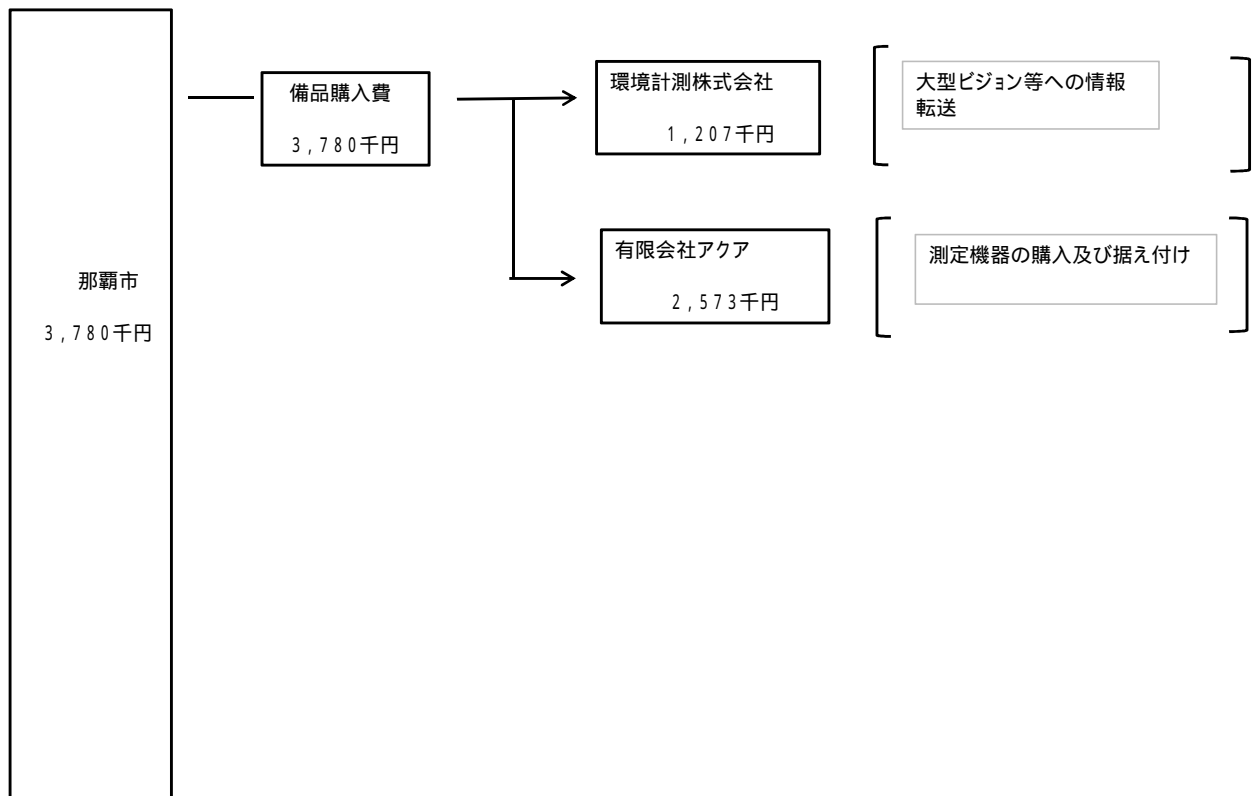 那覇市
3,780千円
備品購入費
3,780千円
環境計測株式会社
1,207千円
大型ビジョン等への情報
転送
有限会社アクア
2,573千円
測定機器の購入及び据え付け